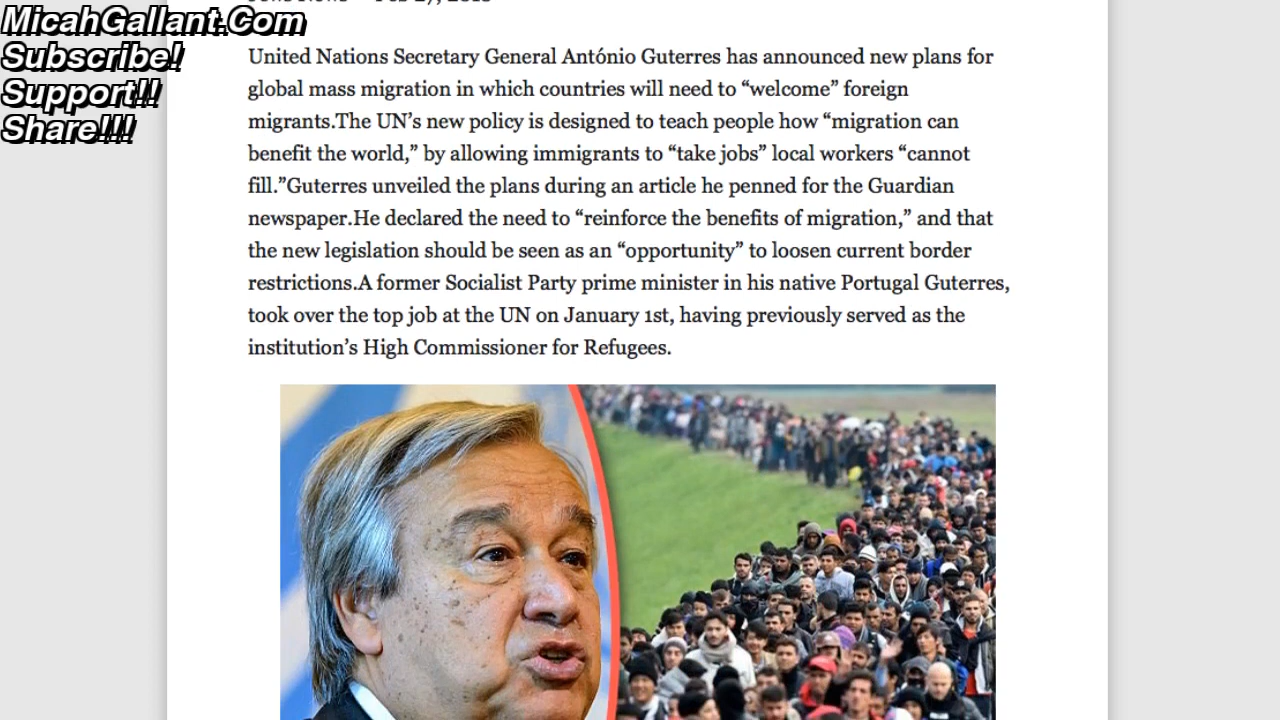 MicahGallant.Com
Subscribe!
Support!!
Share!!!
United Nations Secretary General António Guterres has announced new plans for
global mass migration in which countries will need to “welcome” foreign
migrants.The UN’s new policy is designed to teach people how “migration can
benefit the world,” by allowing immigrants to “take jobs” local workers “cannot
fill.”Guterres unveiled the plans during an article he penned for the Guardian
newspaper.He declared the need to “reinforce the benefits of migration,” and that
the new legislation should be seen as an “opportunity” to loosen current border
restrictions.A former Socialist Party prime minister in his native Portugal Guterres,
took over the top job at the UN on January 1st, having previously served as the
institution’s High Commissioner for Refugees.